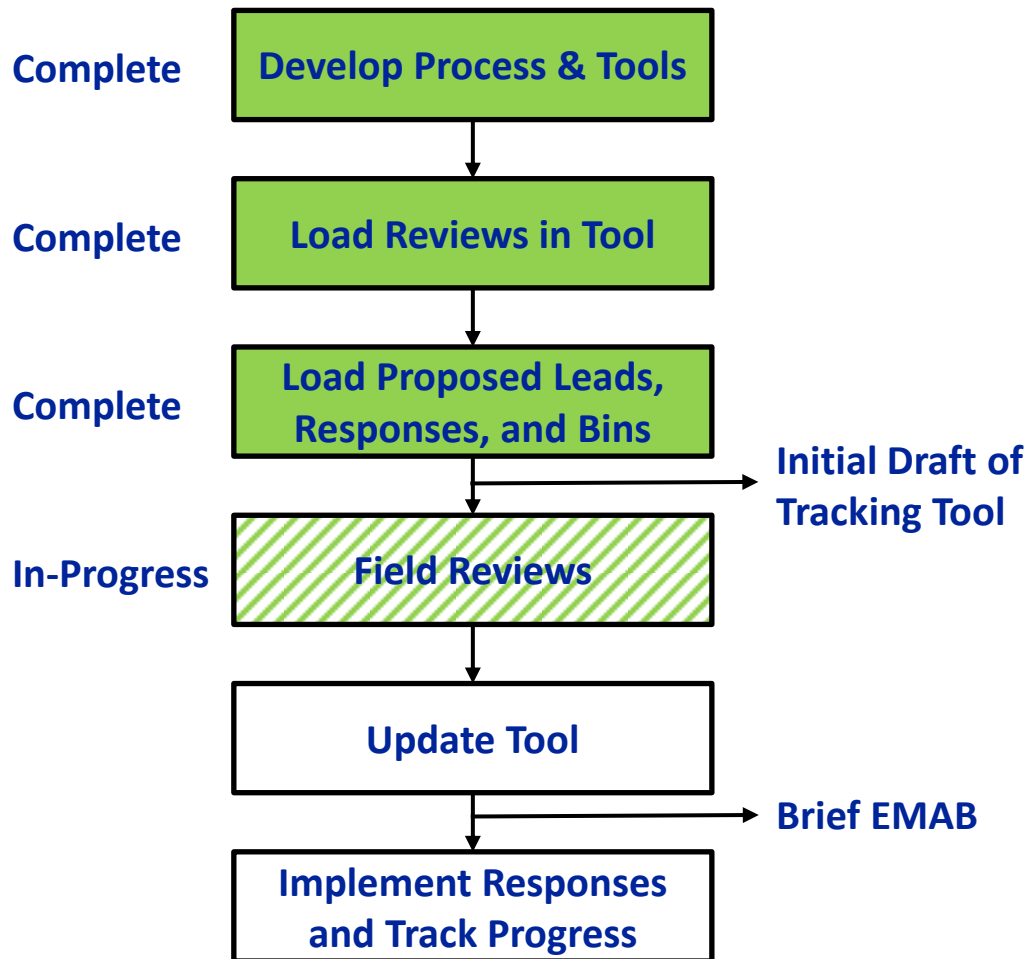 Complete
Develop Process & Tools
Complete
Load Reviews in Tool
Complete
Load Proposed Leads,
Responses, and Bins
Initial Draft of
Tracking Tool
In-Progress
Field Reviews
Update Tool
Brief EMAB
Implement Responses
and Track Progress